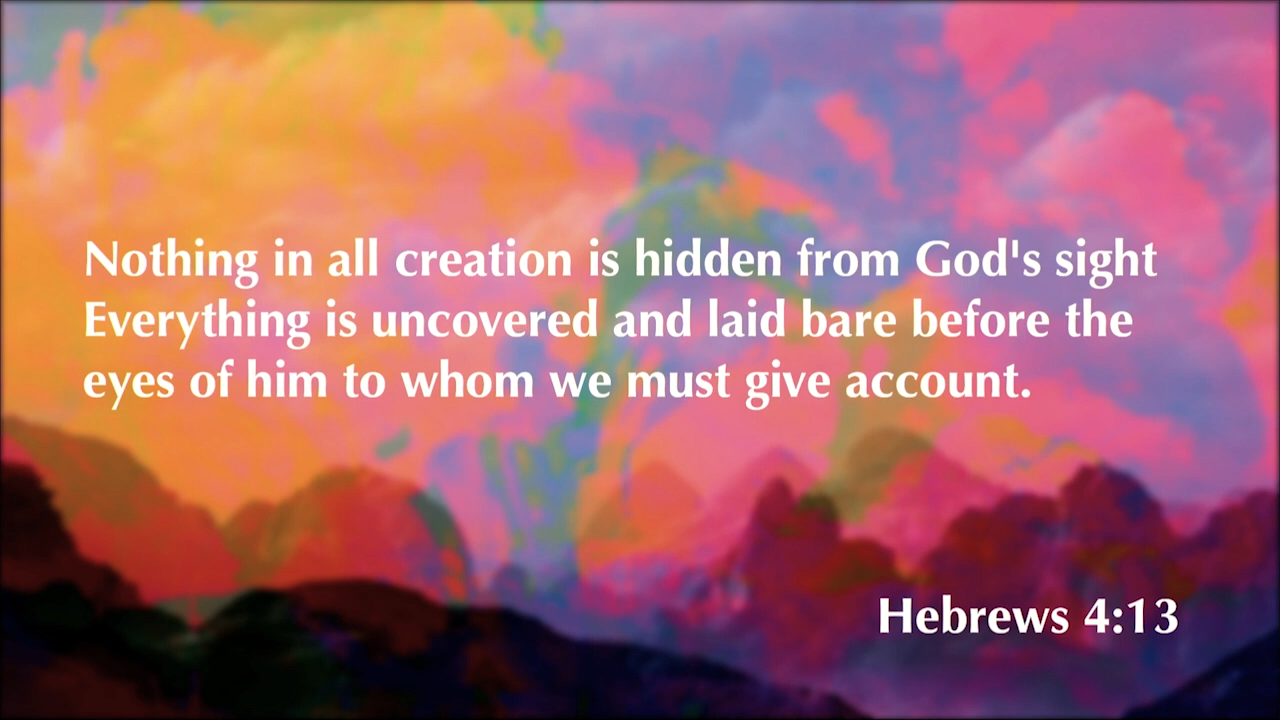 Nothing in all creation is hidden from God's sight
Everything is uncovered and laid bare before the
eyes of him to whom we must give account.
Hebrews 4:13